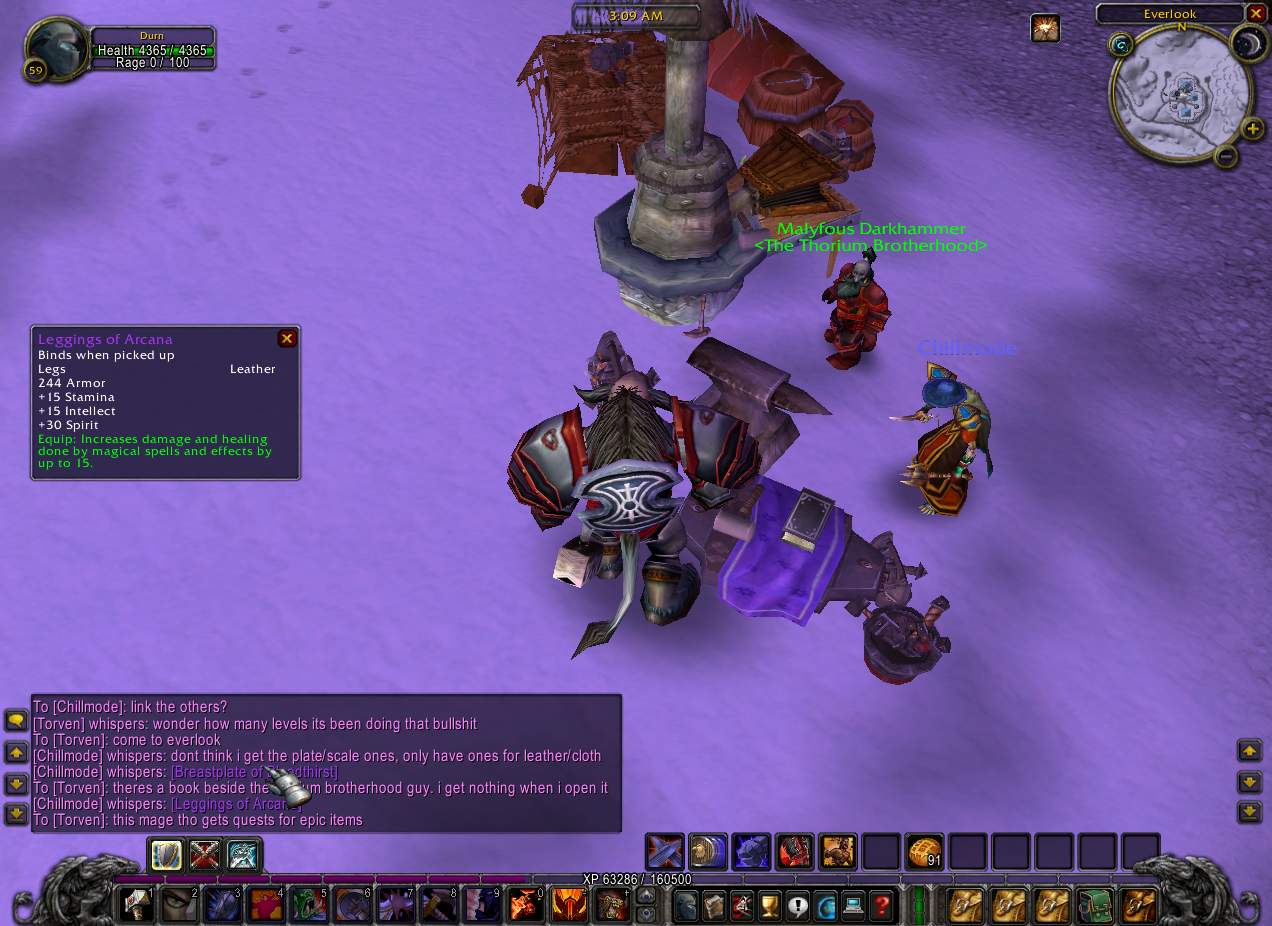 3:09 AM
Everlook
N
Durn
Health 4365 / 4365
Rage 0 / 100
59
Malyfous Darkhammer
<The Thorium Brotherhood>
Chillmode
Leggings of Arcana
Binds when picked up
Legs Leather
244 Armor
+15 Stamina
+15 Intellect
+30 Spirit
Equip: Increases damage and healing
done by magical spells and effects by
up to 15.
To [Chillmode]: link the others?
[Torven] whispers: wonder how many levels its been doing that bullshit
To [Torven]: come to everlook
[Chillmode] whispers: dont think i get the plate/scale ones, only have ones for leather/cloth
[Chillmode] whispers: [Breastplate of
To [Torven]: theres a book beside the brotherhood guy. i get nothing when i open it
[Chillmode] whispers: [Leggings of
To [Torven]: this mage tho gets quests for epic items
91
XP 63286 / 160500
1 2 3 4 5 6 7 8 9 0 - +